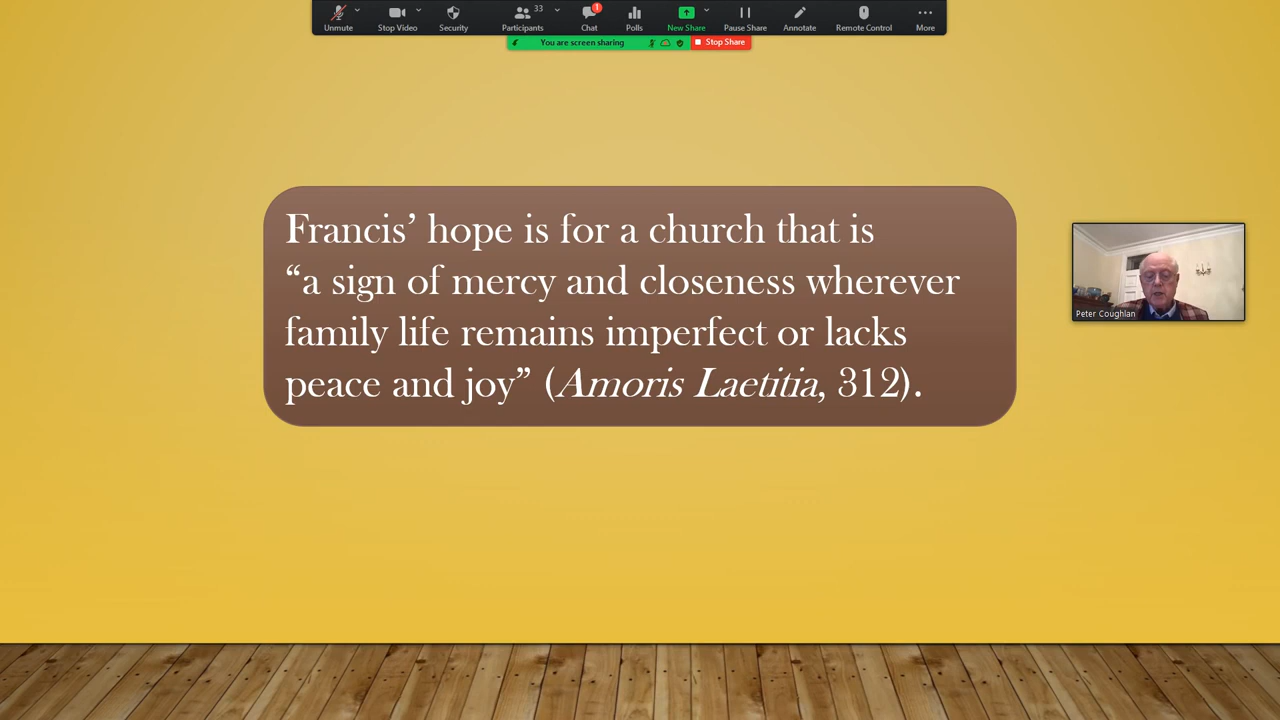 33
1
Unmute
Stop Video
Security
Participants
Chat
Polls
New Share
Pause Share
Annotate
Remote Control
More
You are screen sharing
Stop Share
Francis’ hope is for a church that is
“a sign of mercy and closeness wherever
family life remains imperfect or lacks
peace and joy” (Amoris Laetitia, 312).
Peter Coughlan